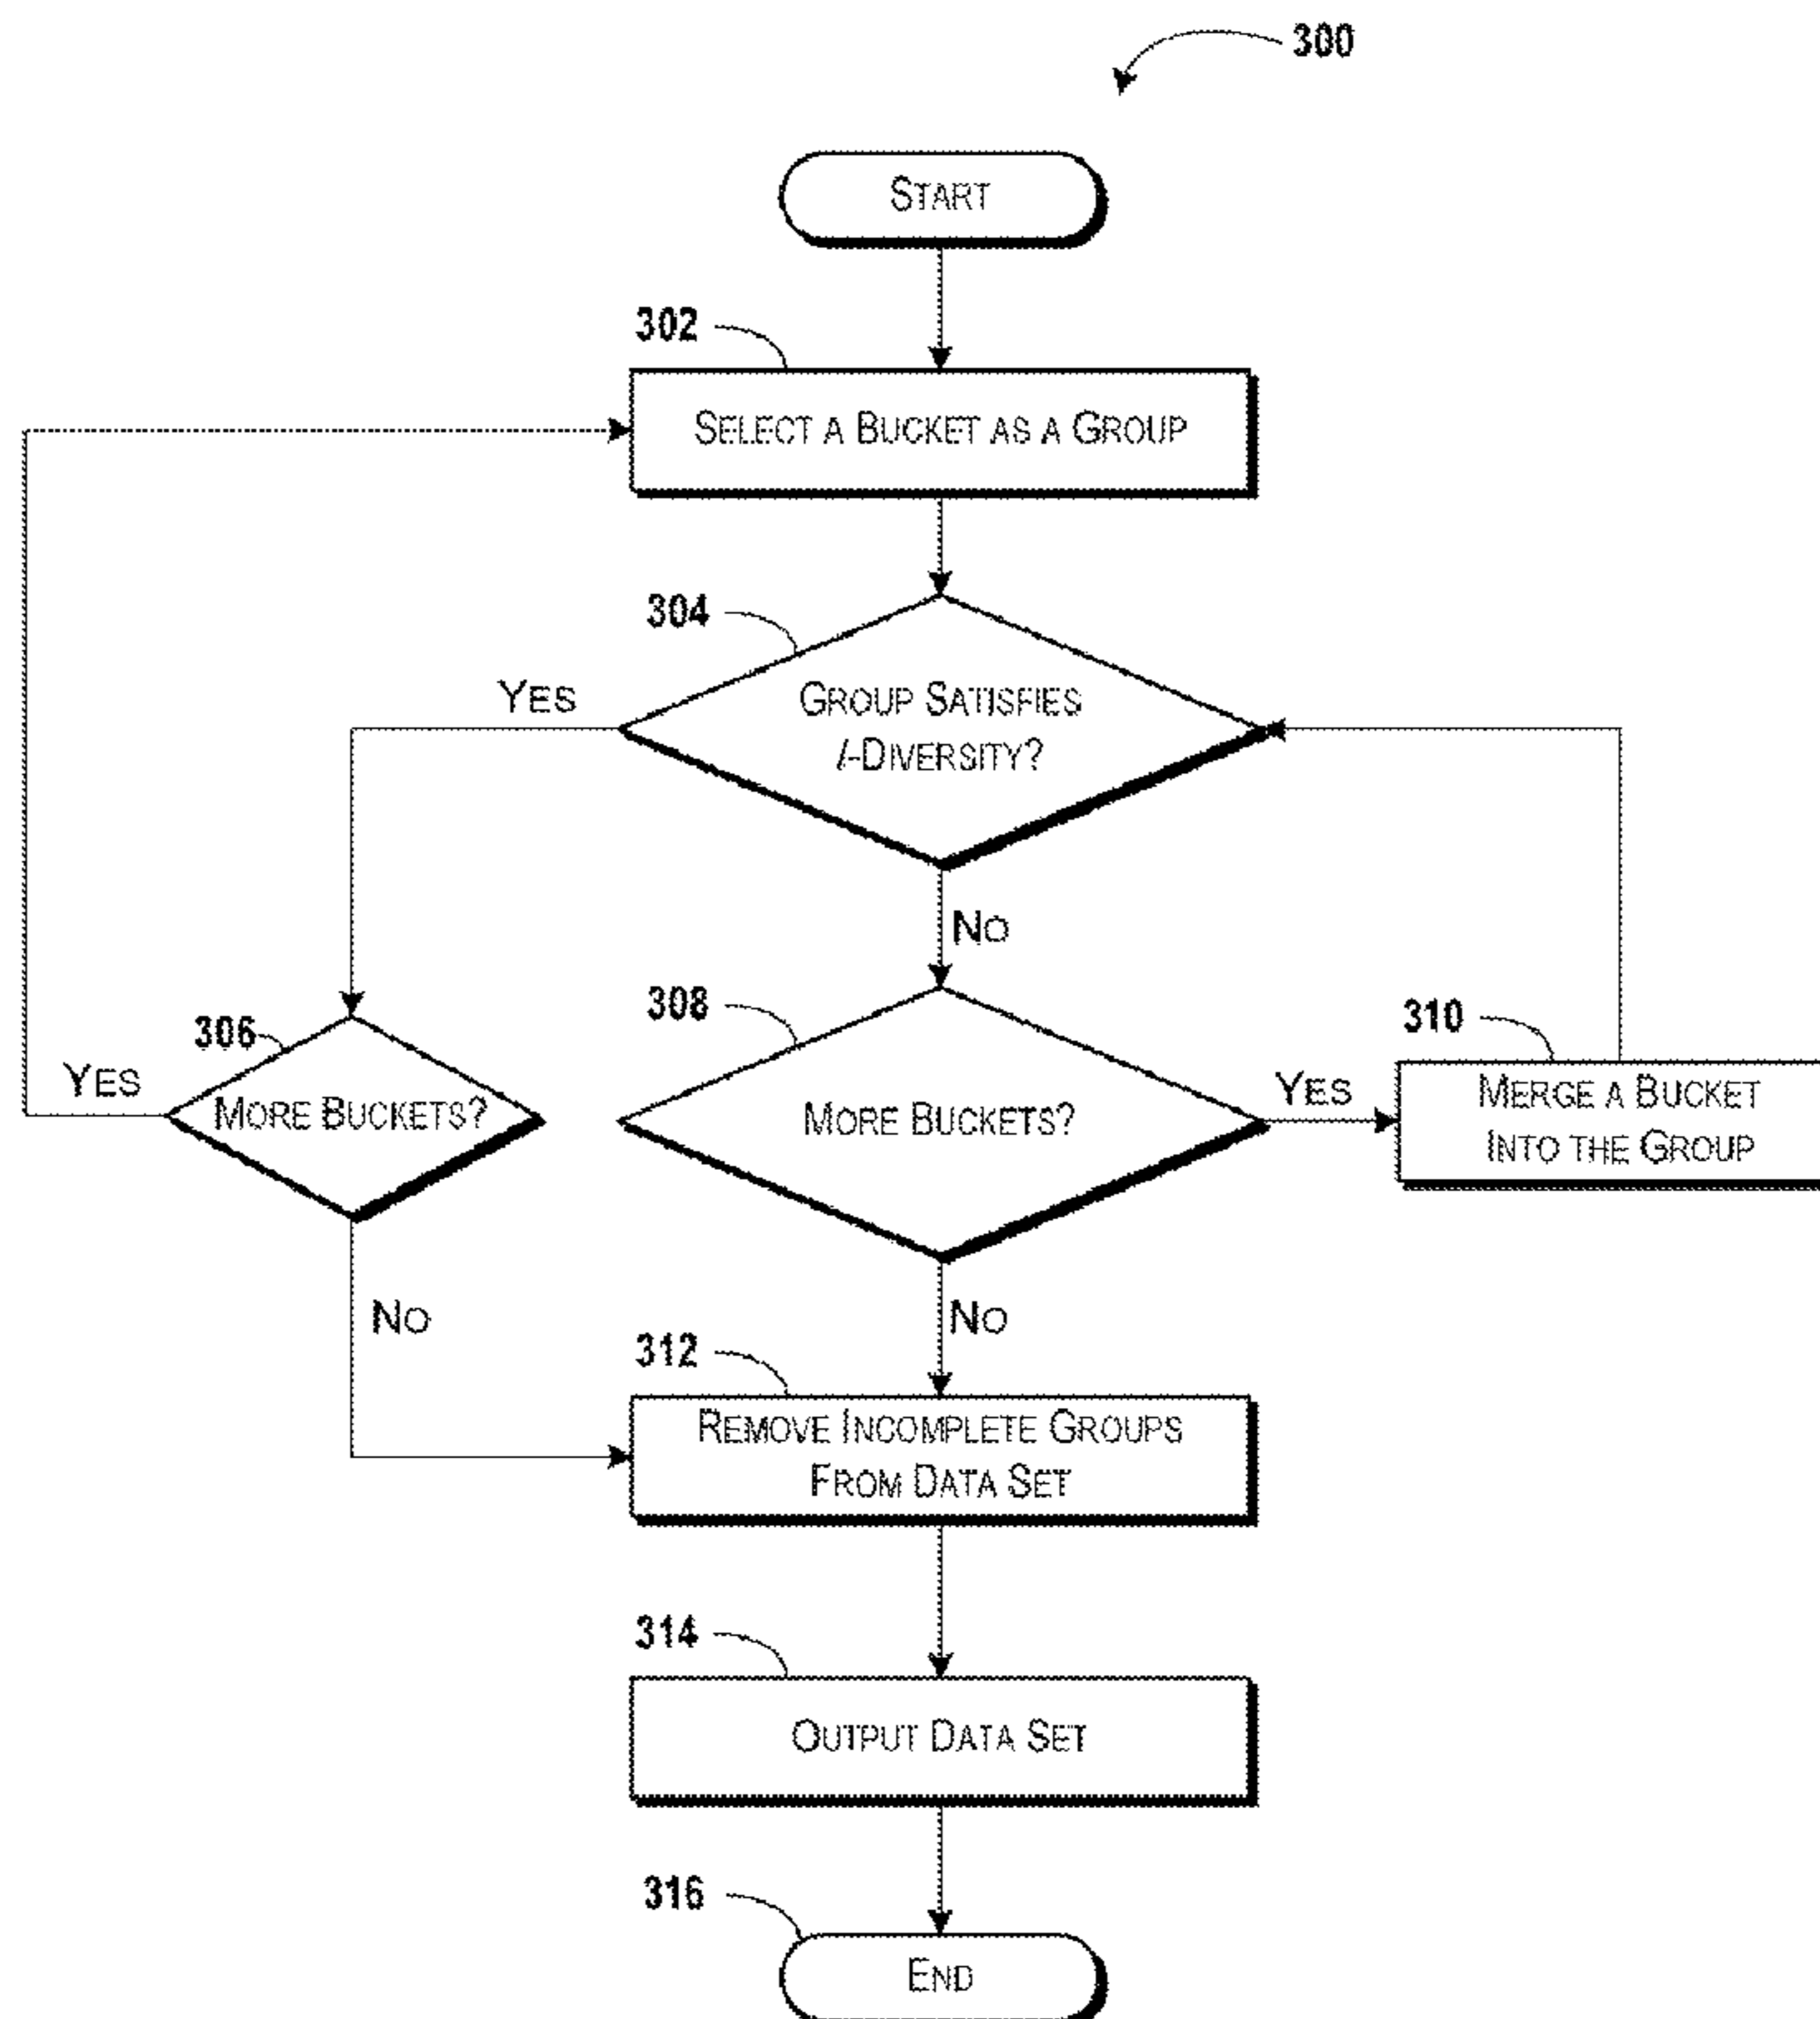 300
START
302
SELECT A BUCKET AS A GROUP
304
GROUP SATISFIES
l-DIVERSITY?
YES
NO
306
MORE BUCKETS?
YES
NO
308
MORE BUCKETS?
YES
NO
310
MERGE A BUCKET
INTO THE GROUP
312
REMOVE INCOMPLETE GROUPS
FROM DATA SET
314
OUTPUT DATA SET
316
END